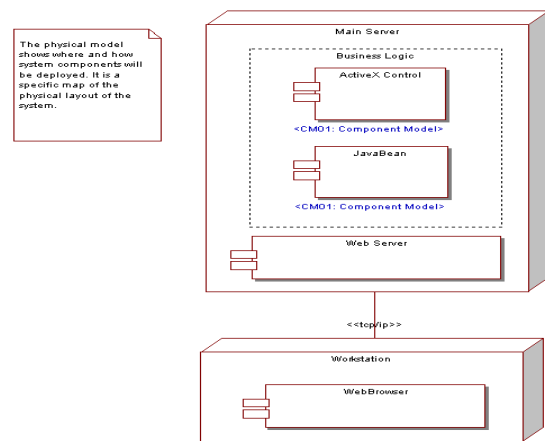 The physical model
shows where and how
system components will
be deployed. It is a
specific map of the
physical layout of the
system.
Main Server
Business Logic
ActiveX Control
<CM01: Component Model>
JavaBean
<CM01: Component Model>
Web Server
<<tcp/ip>>
Workstation
WebBrowser